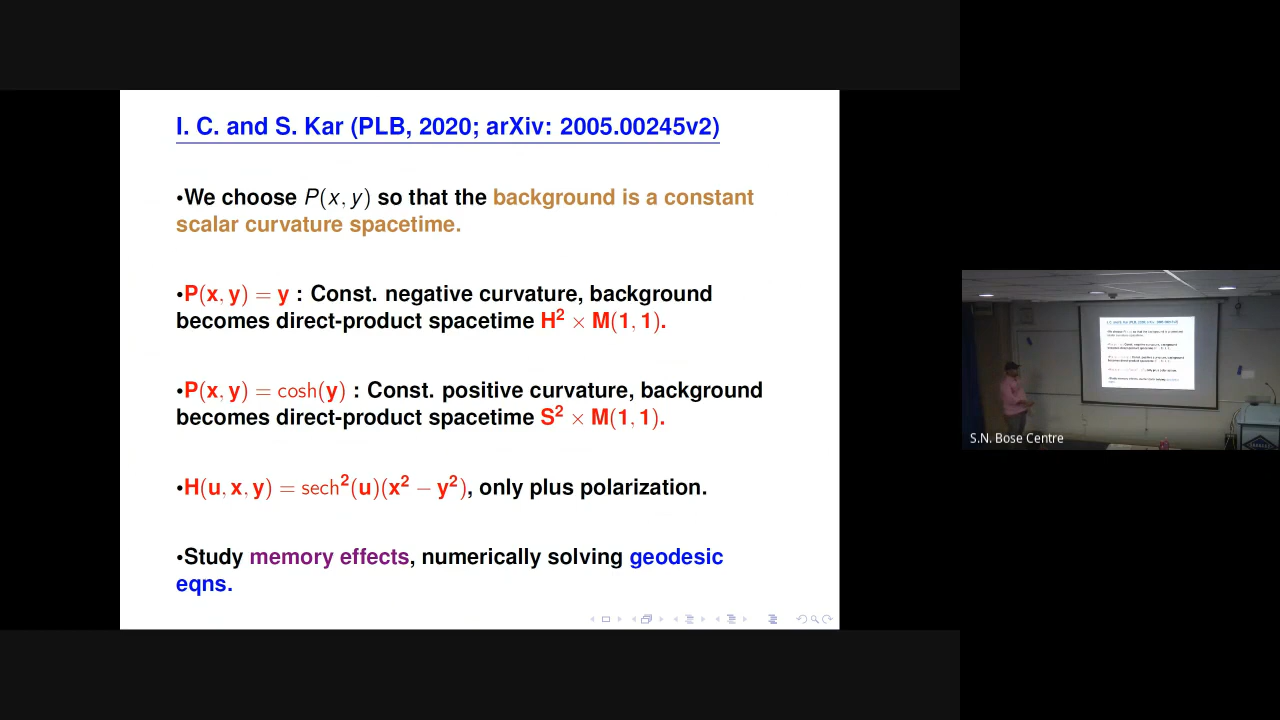 I. C. and S. Kar (PLB, 2020; arXiv: 2005.00245v2)
•We choose P(x, y) so that the background is a constant
scalar curvature spacetime.
•P(x, y) = y : Const. negative curvature, background
becomes direct-product spacetime H² × M(1, 1).
•P(x, y) = cosh(y) : Const. positive curvature, background
becomes direct-product spacetime S² × M(1, 1).
•H(u, x, y) = sech²(u)(x² − y²), only plus polarization.
•Study memory effects, numerically solving geodesic
eqns.
S.N. Bose Centre